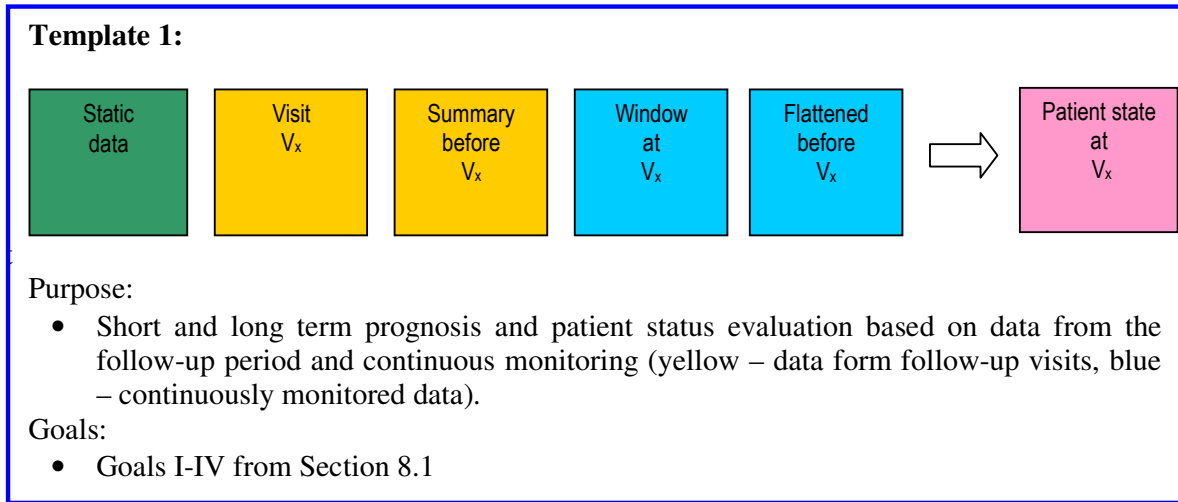 Template 1:
Static
data
Visit
Vx
Summary
before
Vx
Window
at
Vx
Flattened
before
Vx
Patient state
at
Vx
Purpose:
• Short and long term prognosis and patient status evaluation based on data from the
follow-up period and continuous monitoring (yellow – data form follow-up visits, blue
– continuously monitored data).
Goals:
• Goals I-IV from Section 8.1